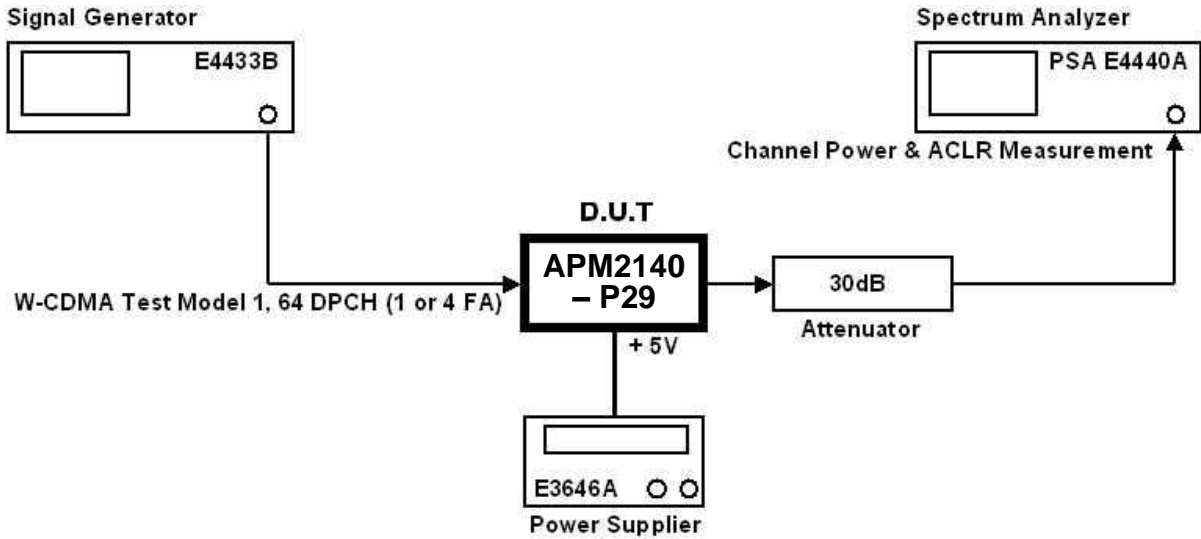 Signal Generator
E4433B
Spectrum Analyzer
PSA E4440A
Channel Power & ACLR Measurement
D.U.T
APM2140
– P29
W-CDMA Test Model 1, 64 DPCH (1 or 4 FA)
30dB
Attenuator
+ 5V
E3646A
Power Supplier